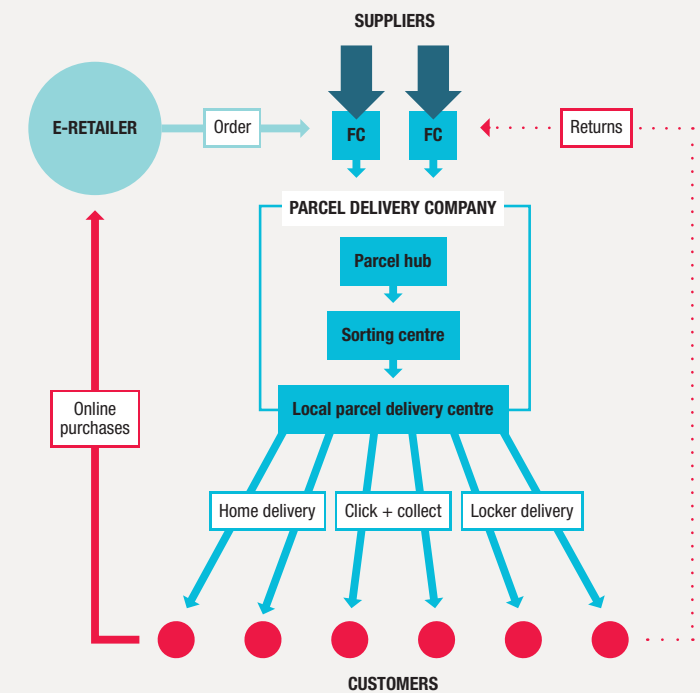 SUPPLIERS
E-RETAILER
Order
FC
FC
Returns
PARCEL DELIVERY COMPANY
Parcel hub
Sorting centre
Local parcel delivery centre
Online
purchases
Home delivery
Click + collect
Locker delivery
CUSTOMERS